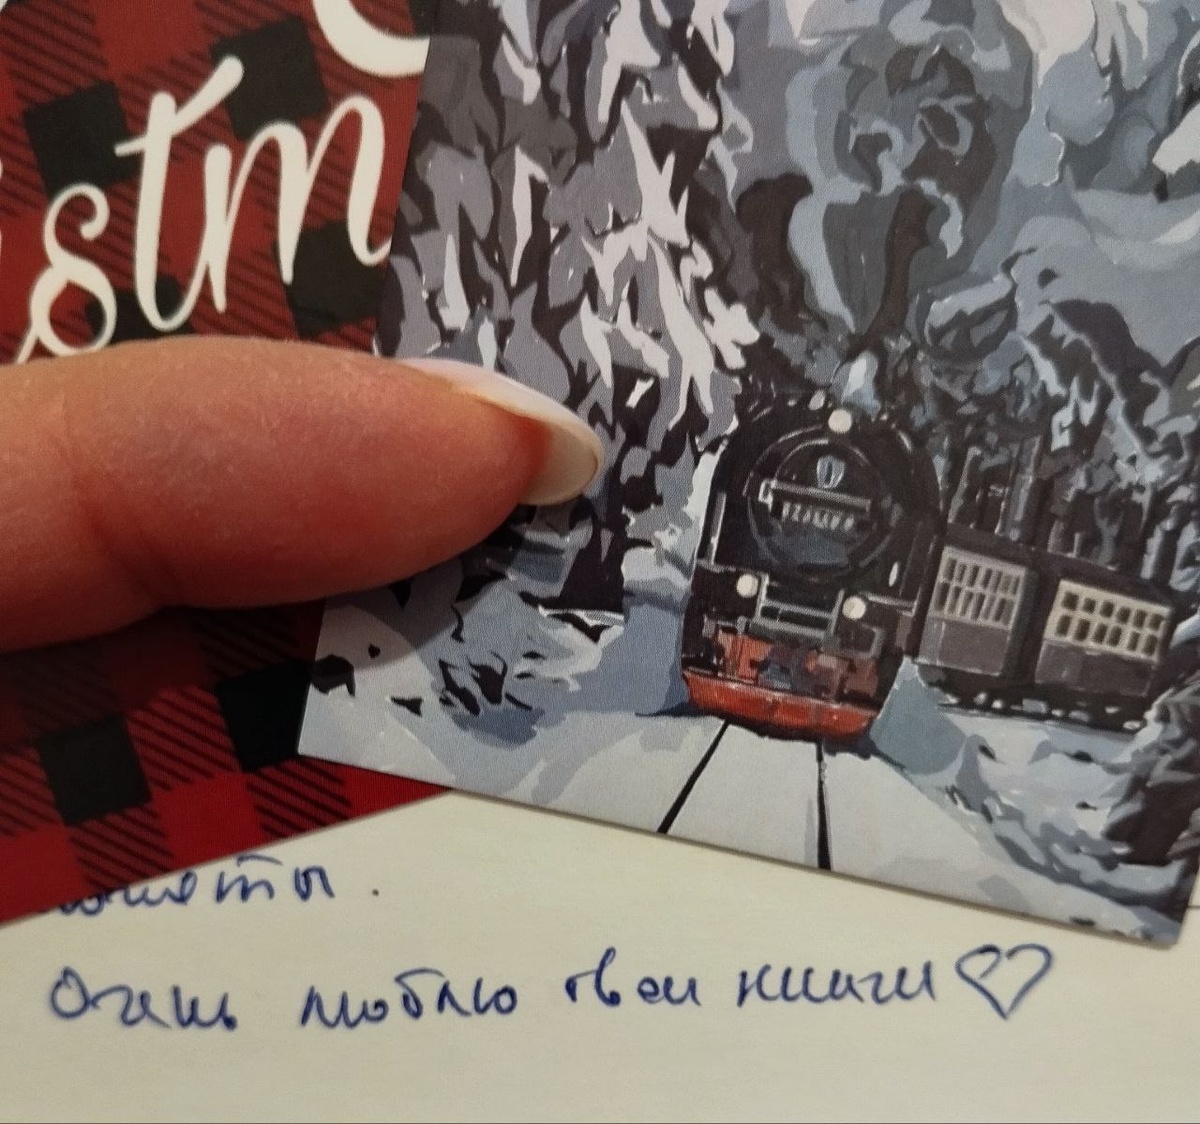 stm
Очень люблю твои книги ♡